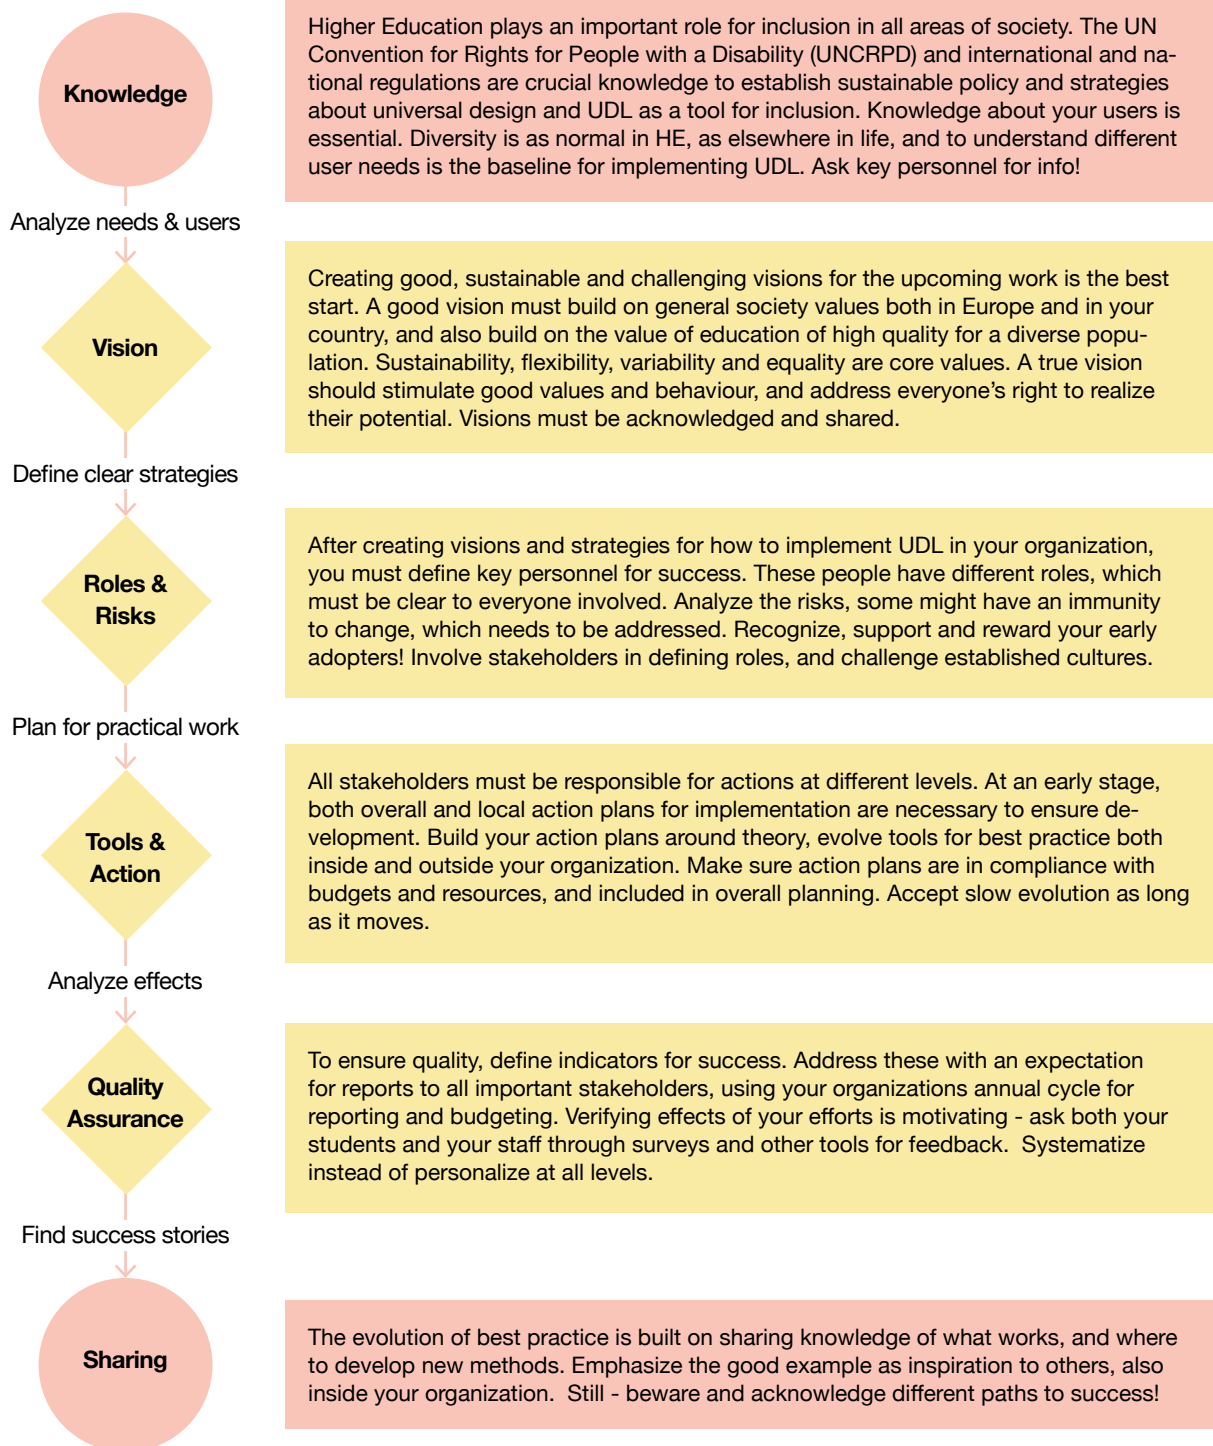 Knowledge
Higher Education plays an important role for inclusion in all areas of society. The UN
Convention for Rights for People with a Disability (UNCRPD) and international and na-
tional regulations are crucial knowledge to establish sustainable policy and strategies
about universal design and UDL as a tool for inclusion. Knowledge about your users is
essential. Diversity is as normal in HE, as elsewhere in life, and to understand different
user needs is the baseline for implementing UDL. Ask key personnel for info!
Analyze needs & users
Vision
Creating good, sustainable and challenging visions for the upcoming work is the best
start. A good vision must build on general society values both in Europe and in your
country, and also build on the value of education of high quality for a diverse popu-
lation. Sustainability, flexibility, variability and equality are core values. A true vision
should stimulate good values and behaviour, and address everyone’s right to realize
their potential. Visions must be acknowledged and shared.
Define clear strategies
Roles &
Risks
After creating visions and strategies for how to implement UDL in your organization,
you must define key personnel for success. These people have different roles, which
must be clear to everyone involved. Analyze the risks, some might have an immunity
to change, which needs to be addressed. Recognize, support and reward your early
adopters! Involve stakeholders in defining roles, and challenge established cultures.
Plan for practical work
Tools &
Action
All stakeholders must be responsible for actions at different levels. At an early stage,
both overall and local action plans for implementation are necessary to ensure de-
velopment. Build your action plans around theory, evolve tools for best practice both
inside and outside your organization. Make sure action plans are in compliance with
budgets and resources, and included in overall planning. Accept slow evolution as long
as it moves.
Analyze effects
Quality
Assurance
To ensure quality, define indicators for success. Address these with an expectation
for reports to all important stakeholders, using your organizations annual cycle for
reporting and budgeting. Verifying effects of your efforts is motivating - ask both your
students and your staff through surveys and other tools for feedback.  Systematize
instead of personalize at all levels.
Find success stories
Sharing
The evolution of best practice is built on sharing knowledge of what works, and where
to develop new methods. Emphasize the good example as inspiration to others, also
inside your organization.  Still - beware and acknowledge different paths to success!